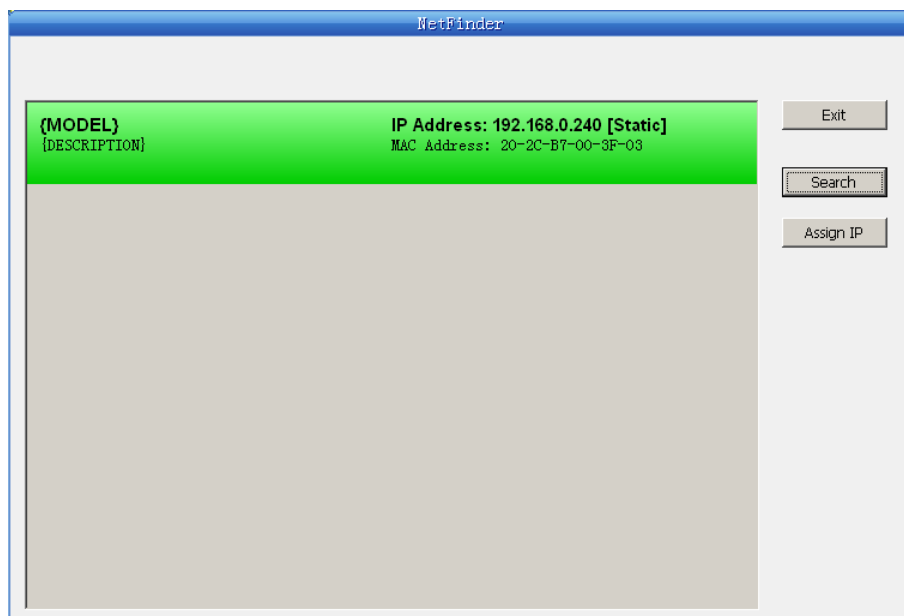 NetFinder
{MODEL}
{DESCRIPTION}
IP Address: 192.168.0.240 [Static]
MAC Address: 20-2C-B7-00-3F-03
Exit
Search
Assign IP